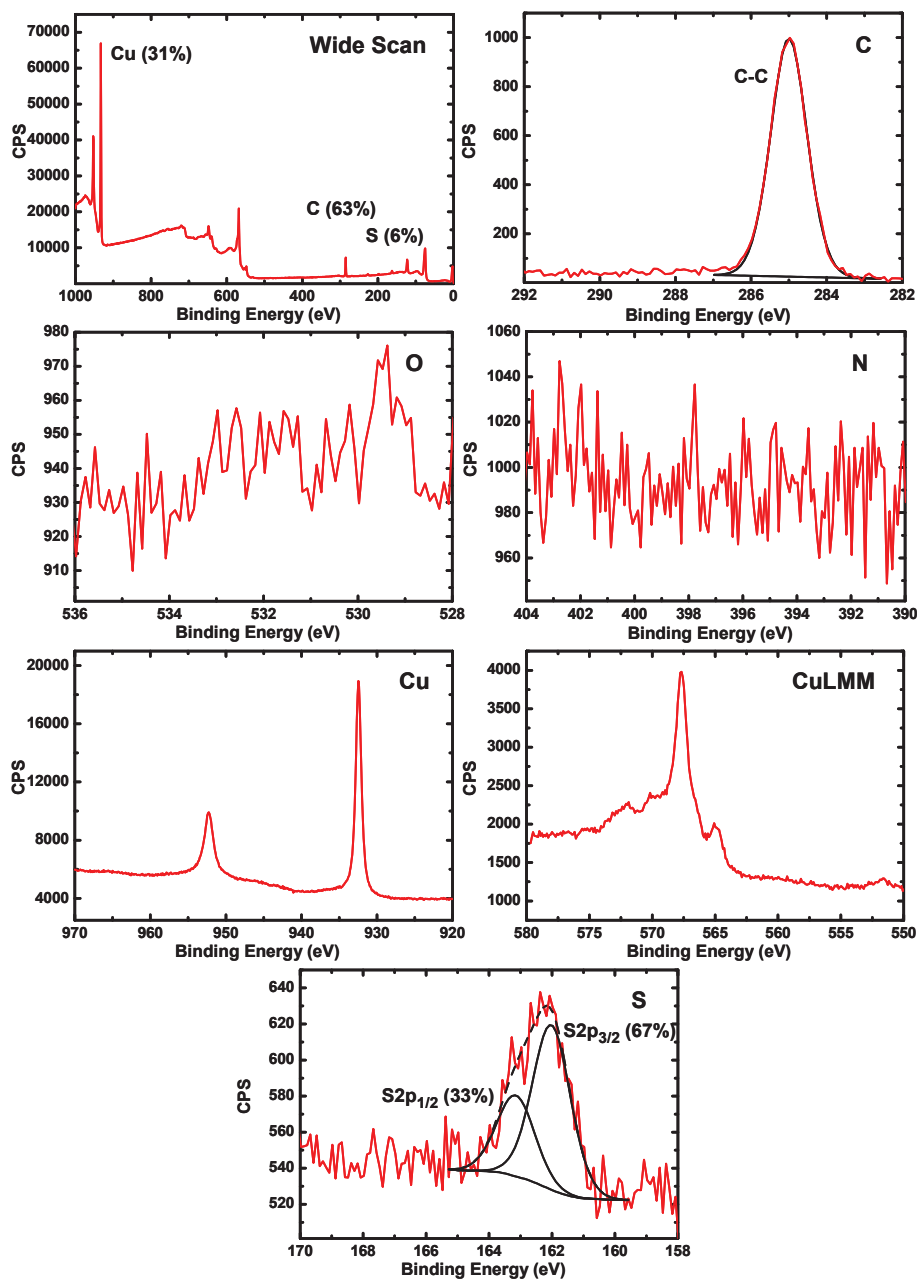 Wide Scan
Cu (31%)
C (63%)
S (6%)
CPS
70000
60000
50000
40000
30000
20000
10000
0
1000 800 600 400 200 0
Binding Energy (eV)
C
C-C
CPS
1000
800
600
400
200
0
292 290 288 286 284 282
Binding Energy (eV)
O
CPS
980
970
960
950
940
930
920
910
536 534 532 530 528
Binding Energy (eV)
N
CPS
1060
1040
1020
1000
980
960
404 402 400 398 396 394 392 390
Binding Energy (eV)
Cu
CPS
20000
16000
12000
8000
4000
970 960 950 940 930 920
Binding Energy (eV)
CuLMM
CPS
4000
3500
3000
2500
2000
1500
1000
580 575 570 565 560 555 550
Binding Energy (eV)
S
S2p3/2 (67%)
S2p1/2 (33%)
CPS
640
620
600
580
560
540
520
170 168 166 164 162 160 158
Binding Energy (eV)